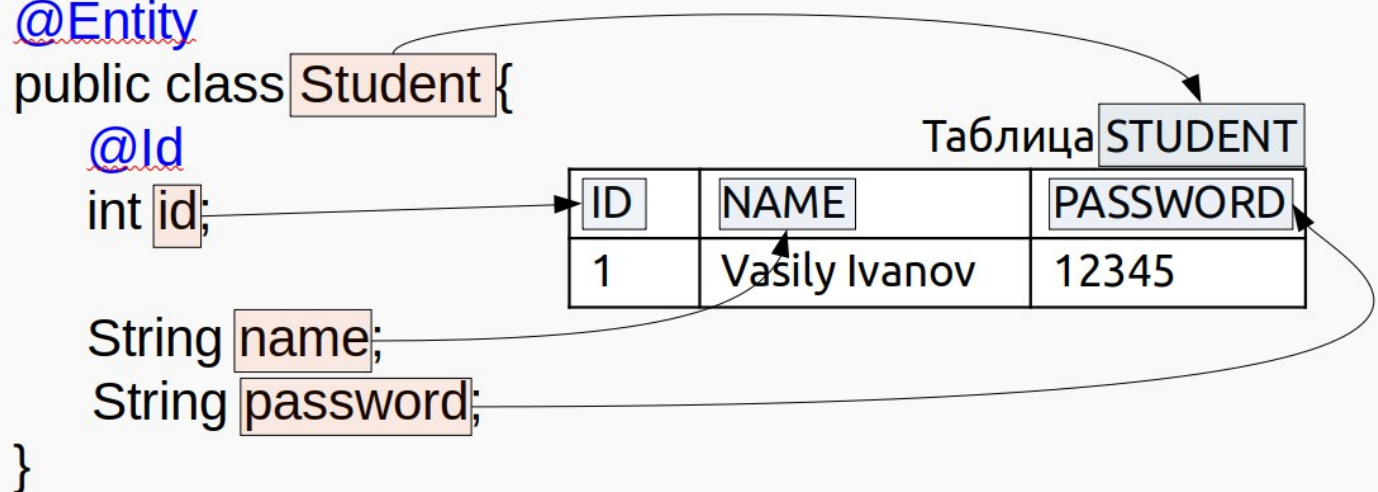 @Entity
public class Student {
@Id
int id;
String name;
String password;
}
Таблица STUDENT
ID NAME PASSWORD
1 Vasily Ivanov 12345